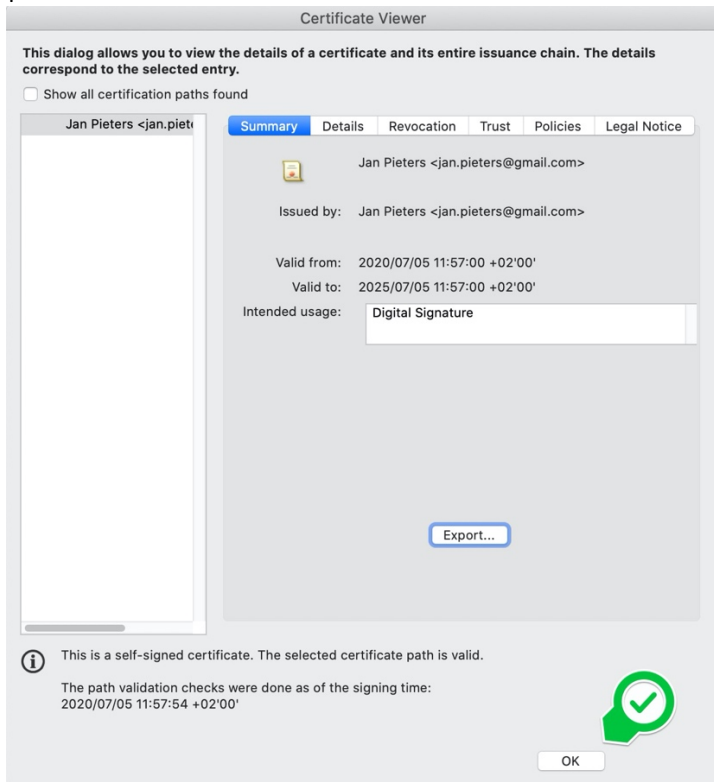 Certificate Viewer
This dialog allows you to view the details of a certificate and its entire issuance chain. The details
correspond to the selected entry.
Show all certification paths found
Jan Pieters <jan.piete
Summary Details Revocation Trust Policies Legal Notice
Jan Pieters <jan.pieters@gmail.com>
Issued by: Jan Pieters <jan.pieters@gmail.com>
Valid from: 2020/07/05 11:57:00 +02'00'
Valid to: 2025/07/05 11:57:00 +02'00'
Intended usage: Digital Signature
Export...
This is a self-signed certificate. The selected certificate path is valid.
The path validation checks were done as of the signing time:
2020/07/05 11:57:54 +02'00'
OK